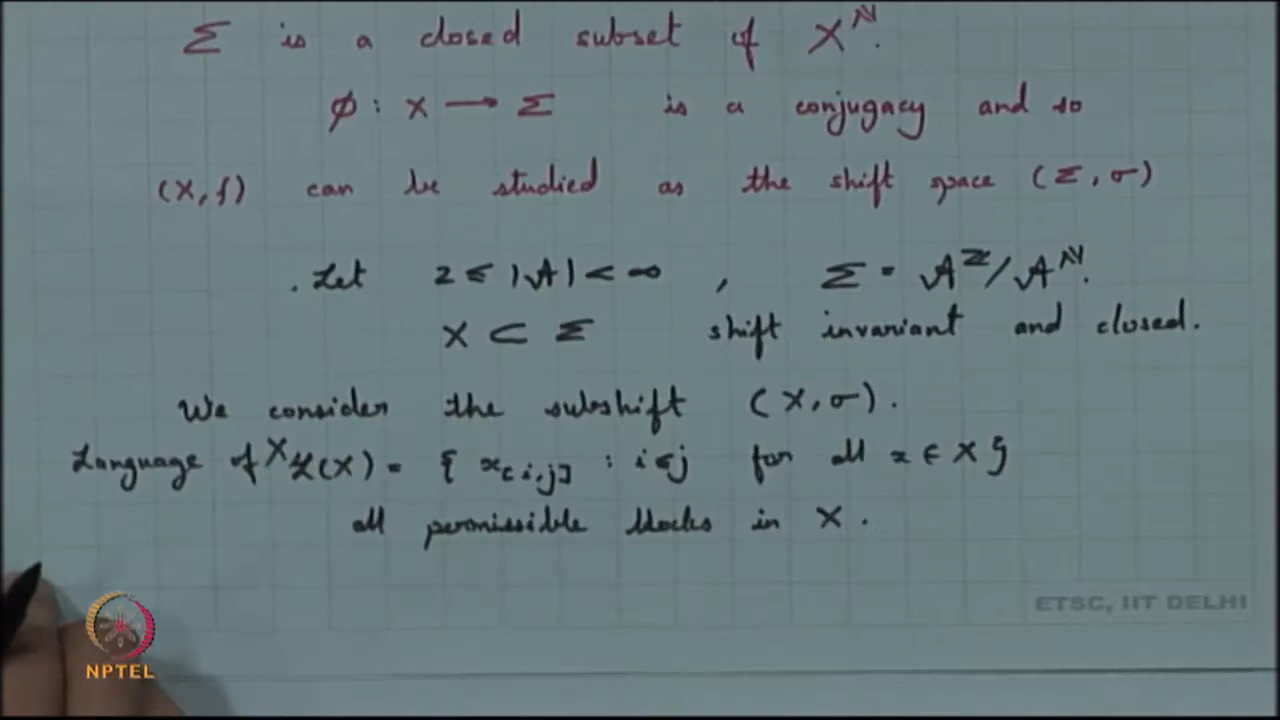 Σ is a closed subset of X^ℕ.
φ : X → Σ is a conjugacy and so
(X, f) can be studied as the shift space (Σ, σ)
. Let 2 ≤ |𝒜| < ∞ , Σ = 𝒜^ℤ / 𝒜^ℕ.
X ⊂ Σ shift invariant and closed.
We consider the subshift (X, σ).
Language of X ℒ(X) = { x_[i,j] : i ≤ j for all x ∈ X }
all permissible blocks in X .
ETSC, IIT DELHI
NPTEL